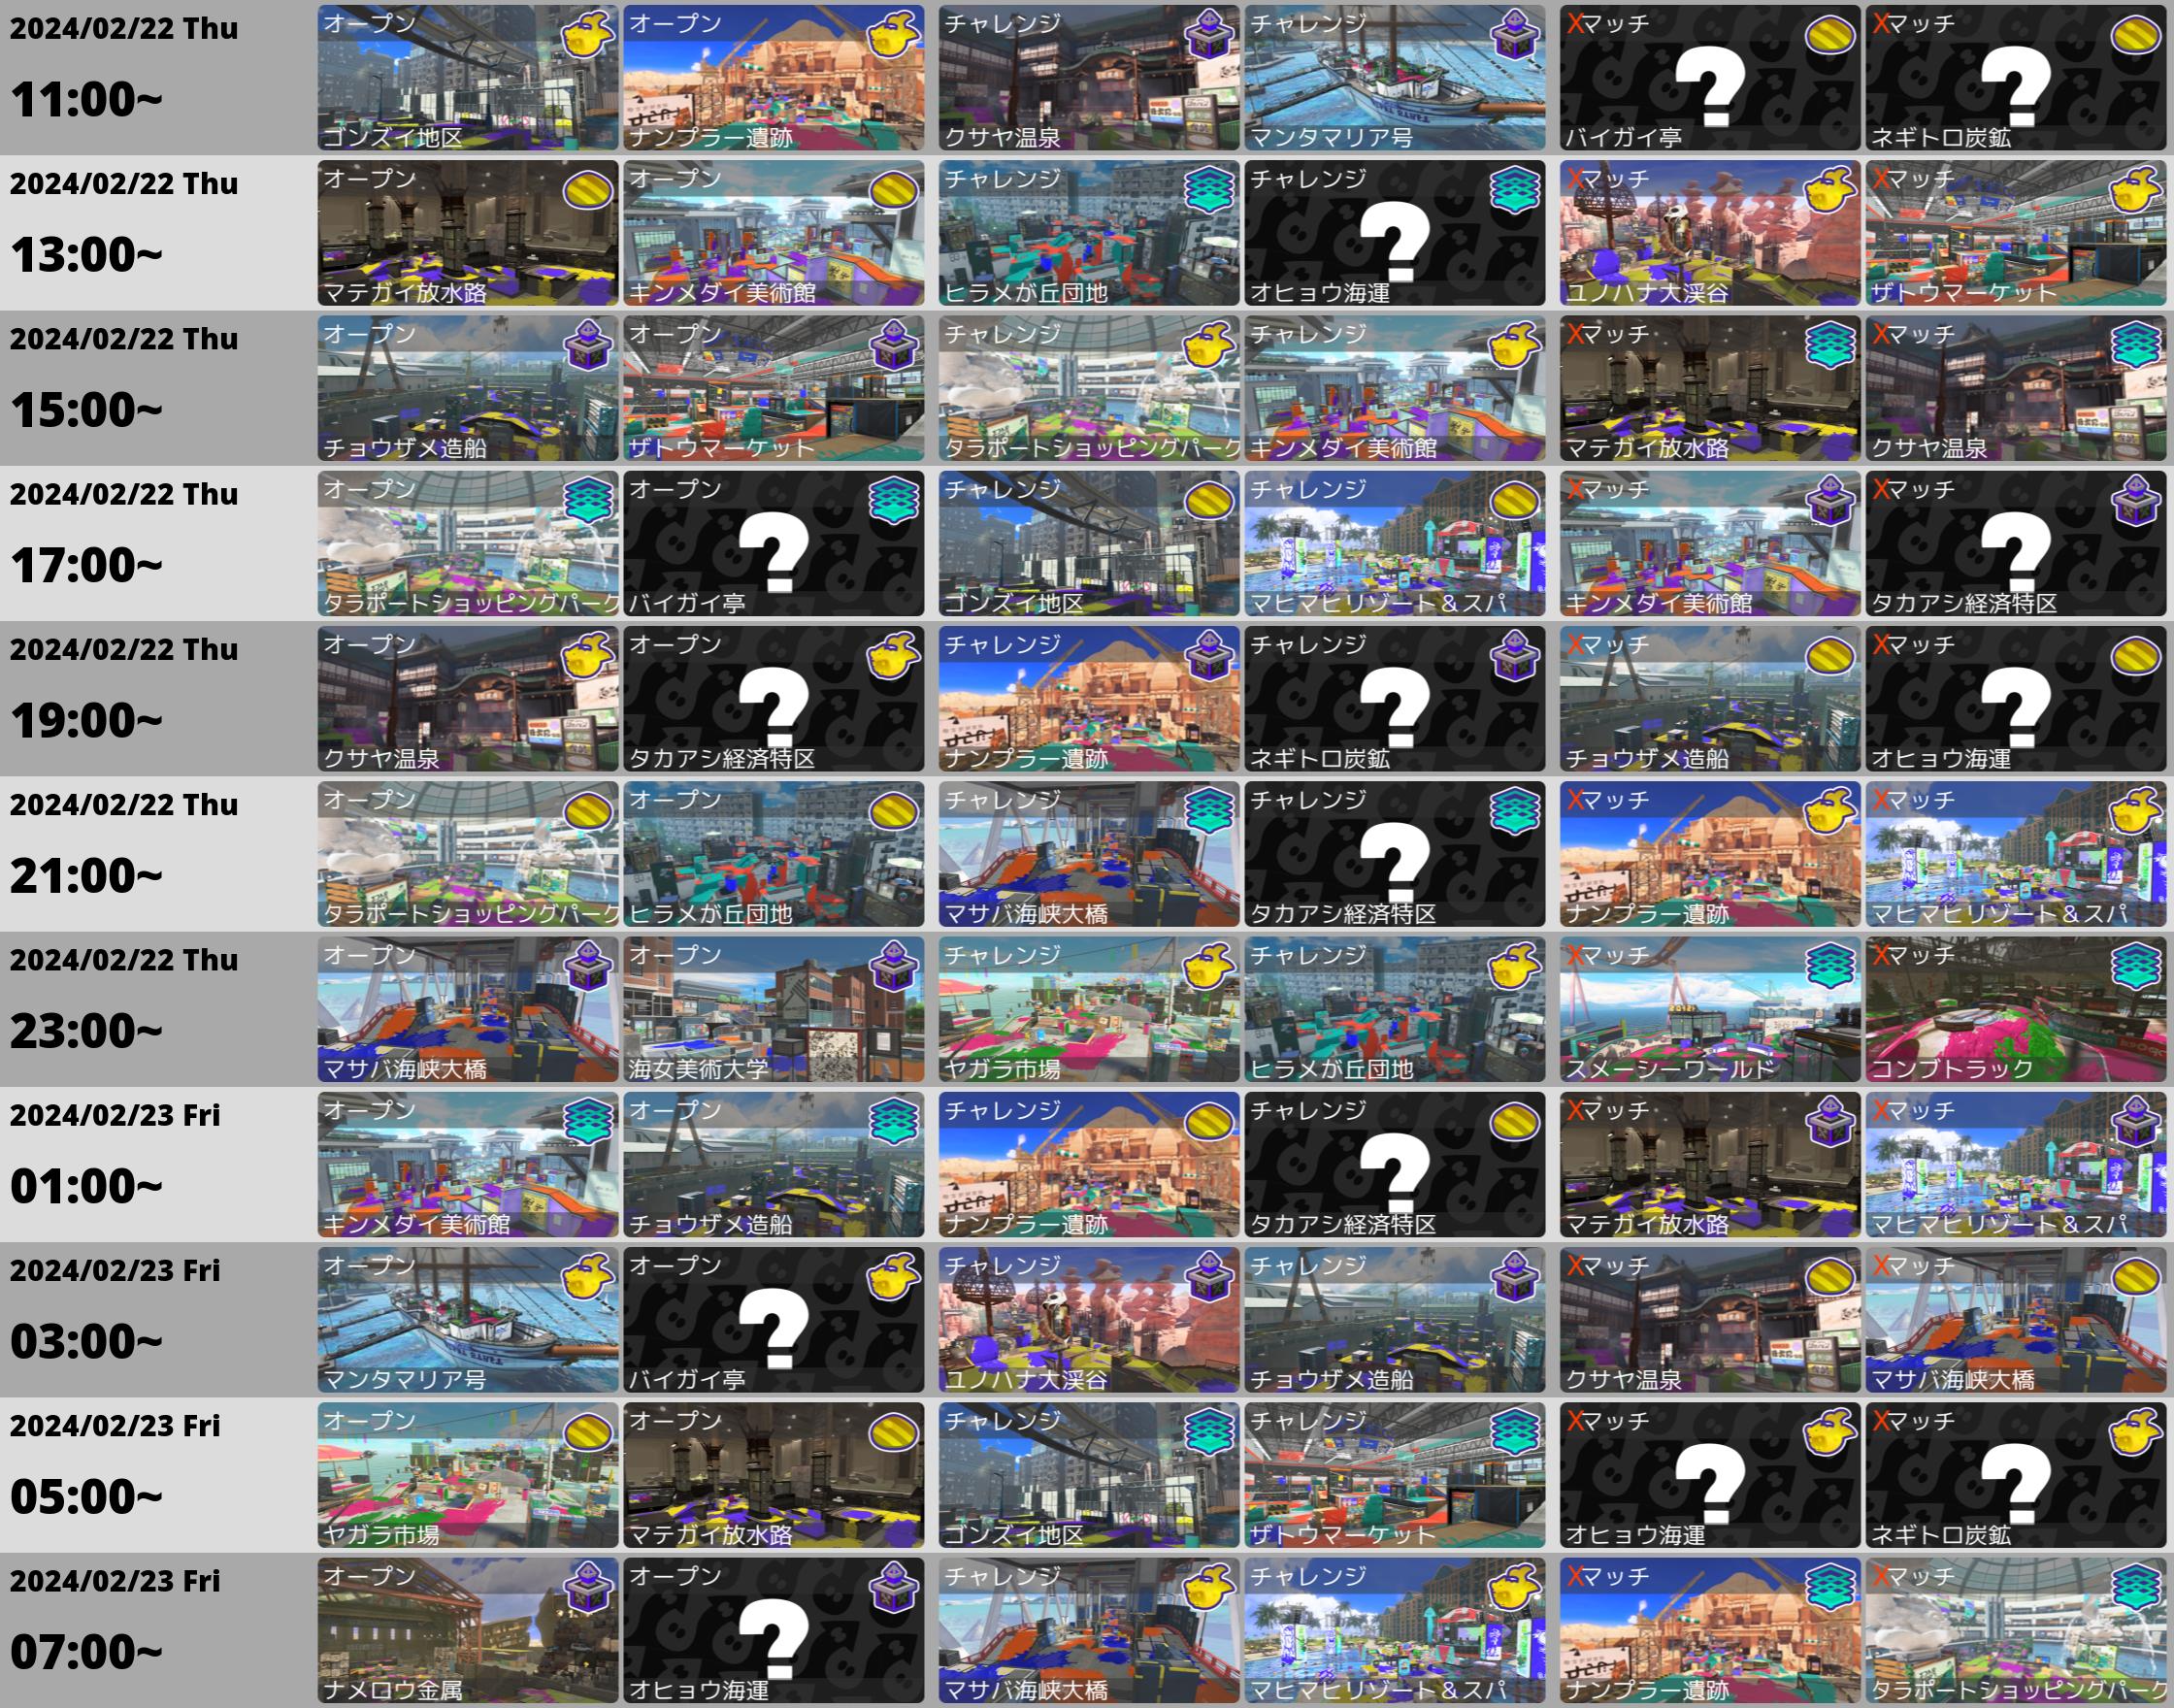 2024/02/22 Thu
11:00~
オープン
ゴンズイ地区
オープン
ナンプラー遺跡
チャレンジ
クサヤ温泉
チャレンジ
マンタマリア号
Xマッチ
バイガイ亭
Xマッチ
ネギトロ炭鉱
2024/02/22 Thu
13:00~
オープン
マテガイ放水路
オープン
キンメダイ美術館
チャレンジ
ヒラメが丘団地
チャレンジ
オヒョウ海運
Xマッチ
ユノハナ大渓谷
Xマッチ
ザトウマーケット
2024/02/22 Thu
15:00~
オープン
チョウザメ造船
オープン
ザトウマーケット
チャレンジ
タラポートショッピングパーク
チャレンジ
キンメダイ美術館
Xマッチ
マテガイ放水路
Xマッチ
クサヤ温泉
2024/02/22 Thu
17:00~
オープン
タラポートショッピングパーク
オープン
バイガイ亭
チャレンジ
ゴンズイ地区
チャレンジ
マヒマヒリゾート＆スパ
Xマッチ
キンメダイ美術館
Xマッチ
タカアシ経済特区
2024/02/22 Thu
19:00~
オープン
クサヤ温泉
オープン
タカアシ経済特区
チャレンジ
ナンプラー遺跡
チャレンジ
ネギトロ炭鉱
Xマッチ
チョウザメ造船
Xマッチ
オヒョウ海運
2024/02/22 Thu
21:00~
オープン
タラポートショッピングパーク
オープン
ヒラメが丘団地
チャレンジ
マサバ海峡大橋
チャレンジ
タカアシ経済特区
Xマッチ
ナンプラー遺跡
Xマッチ
マヒマヒリゾート＆スパ
2024/02/22 Thu
23:00~
オープン
マサバ海峡大橋
オープン
海女美術大学
チャレンジ
ヤガラ市場
チャレンジ
ヒラメが丘団地
Xマッチ
スメーシーワールド
Xマッチ
コンブトラック
2024/02/23 Fri
01:00~
オープン
キンメダイ美術館
オープン
チョウザメ造船
チャレンジ
ナンプラー遺跡
チャレンジ
タカアシ経済特区
Xマッチ
マテガイ放水路
Xマッチ
マヒマヒリゾート＆スパ
2024/02/23 Fri
03:00~
オープン
マンタマリア号
オープン
バイガイ亭
チャレンジ
ユノハナ大渓谷
チャレンジ
チョウザメ造船
Xマッチ
クサヤ温泉
Xマッチ
マサバ海峡大橋
2024/02/23 Fri
05:00~
オープン
ヤガラ市場
オープン
マテガイ放水路
チャレンジ
ゴンズイ地区
チャレンジ
ザトウマーケット
Xマッチ
オヒョウ海運
Xマッチ
ネギトロ炭鉱
2024/02/23 Fri
07:00~
オープン
ナメロウ金属
オープン
オヒョウ海運
チャレンジ
マサバ海峡大橋
チャレンジ
マヒマヒリゾート＆スパ
Xマッチ
ナンプラー遺跡
Xマッチ
タラポートショッピングパーク